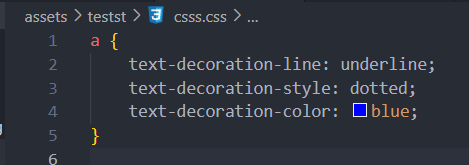 assets > testst > csss.css > ...
1 a {
2 text-decoration-line: underline;
3 text-decoration-style: dotted;
4 text-decoration-color: blue;
5 }
6